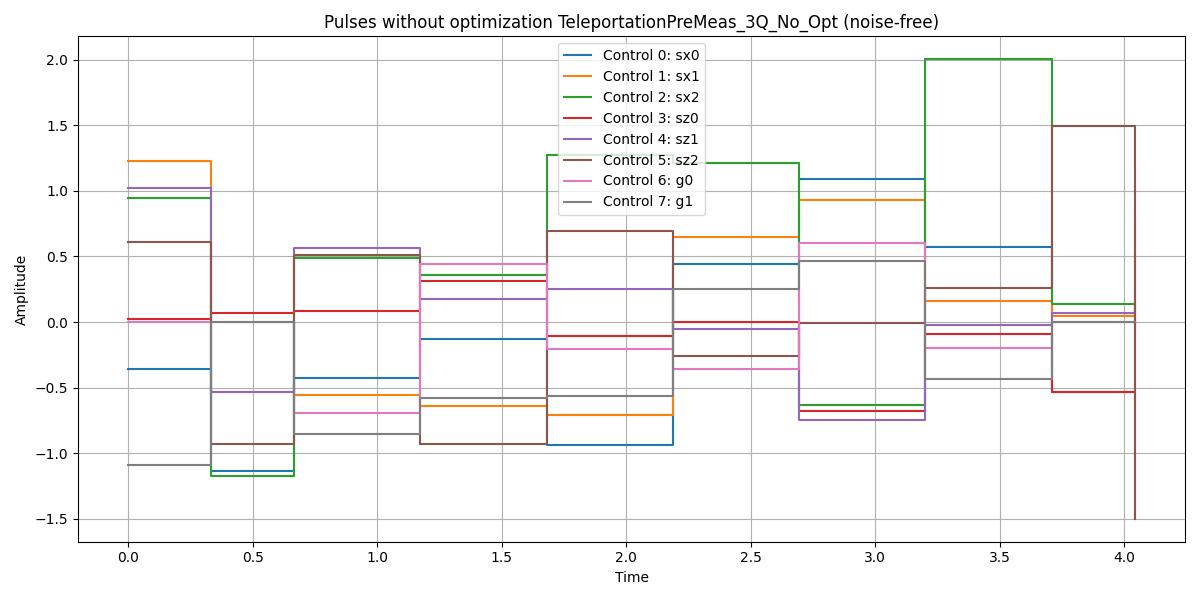 Pulses without optimization TeleportationPreMeas_3Q_No_Opt (noise-free)
Control 0: sx0
Control 1: sx1
Control 2: sx2
Control 3: sz0
Control 4: sz1
Control 5: sz2
Control 6: g0
Control 7: g1
Amplitude
2.0
1.5
1.0
0.5
0.0
−0.5
−1.0
−1.5
0.0 0.5 1.0 1.5 2.0 2.5 3.0 3.5 4.0
Time